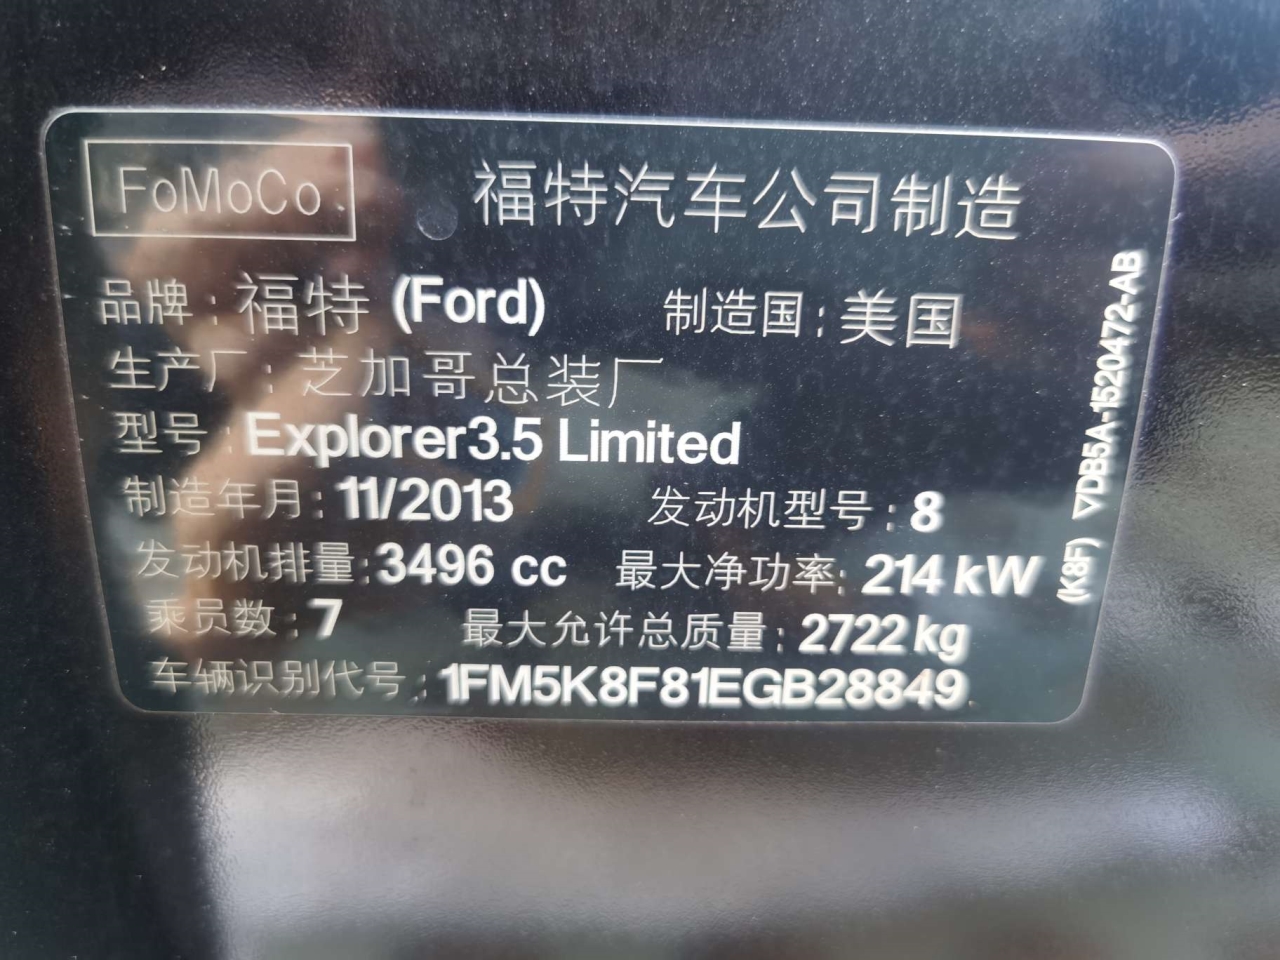 FoMoCo 福特汽车公司制造
品牌：福特 (Ford) 制造国：美国
生产厂：芝加哥总装厂
型号：Explorer3.5 Limited
制造年月：11/2013 发动机型号：8
发动机排量：3496 cc 最大净功率：214 kW
乘员数：7 最大允许总质量：2722 kg
车辆识别代号：1FM5K8F81EGB28849
(K8F) ▽DB5A-1520472-AB